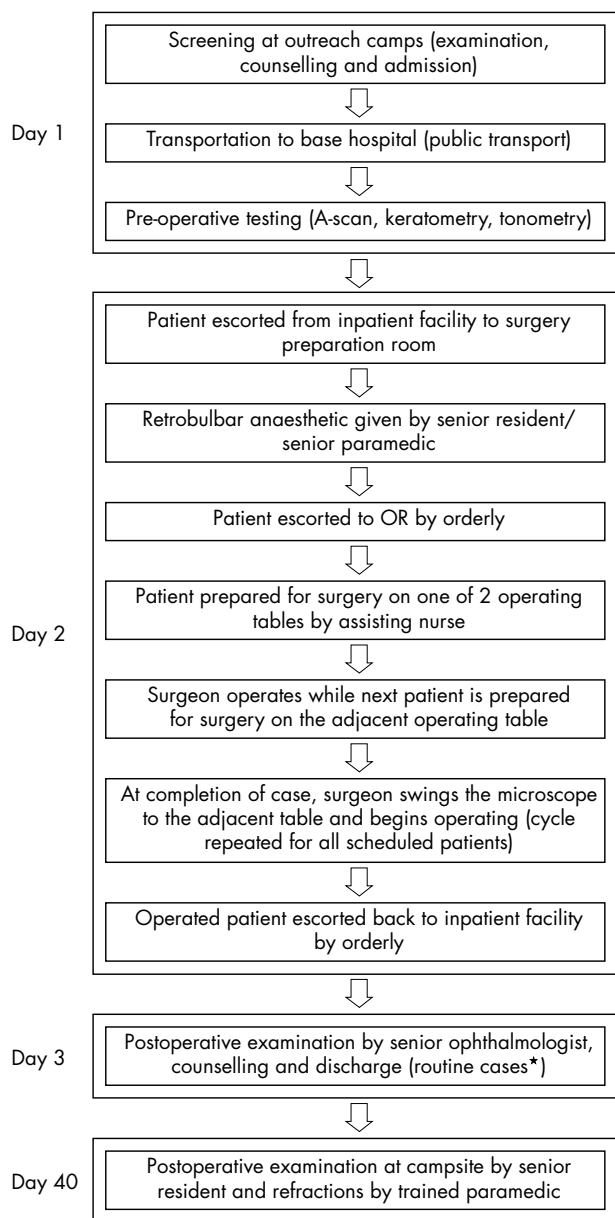 Screening at outreach camps (examination,
counselling and admission)
Day 1
Transportation to base hospital (public transport)
Pre-operative testing (A-scan, keratometry, tonometry)
Patient escorted from inpatient facility to surgery
preparation room
Retrobulbar anaesthetic given by senior resident/
senior paramedic
Patient escorted to OR by orderly
Patient prepared for surgery on one of 2 operating
tables by assisting nurse
Day 2
Surgeon operates while next patient is prepared
for surgery on the adjacent operating table
At completion of case, surgeon swings the microscope
to the adjacent table and begins operating (cycle
repeated for all scheduled patients)
Operated patient escorted back to inpatient facility
by orderly
Day 3
Postoperative examination by senior ophthalmologist,
counselling and discharge (routine cases★)
Day 40
Postoperative examination at campsite by senior
resident and refractions by trained paramedic